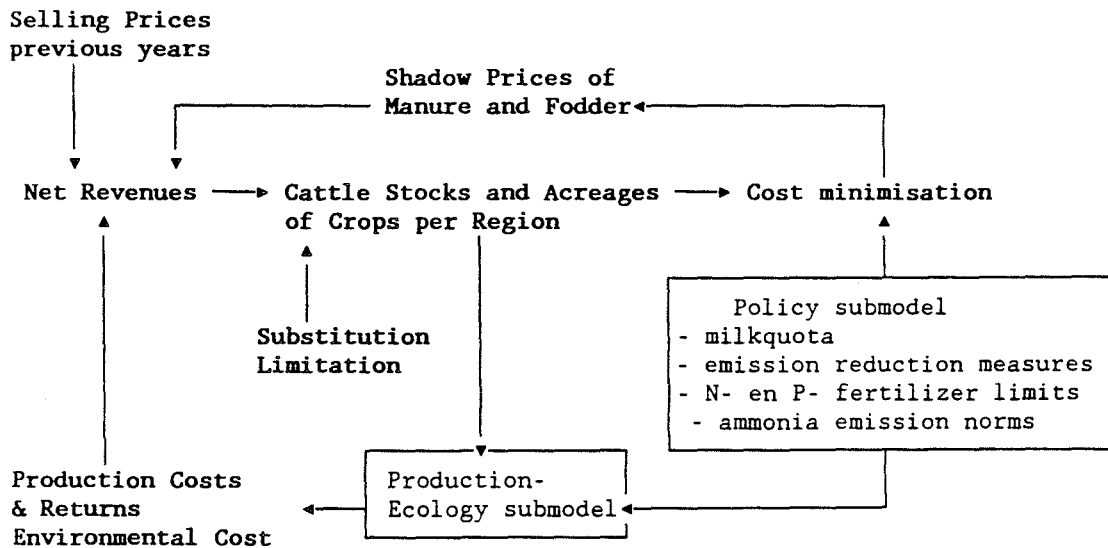 Selling Prices
previous years
Shadow Prices of
Manure and Fodder
Net Revenues
Cattle Stocks and Acreages
of Crops per Region
Cost minimisation
Substitution
Limitation
Policy submodel
- milkquota
- emission reduction measures
- N- en P- fertilizer limits
- ammonia emission norms
Production Costs
& Returns
Environmental Cost
Production-
Ecology submodel